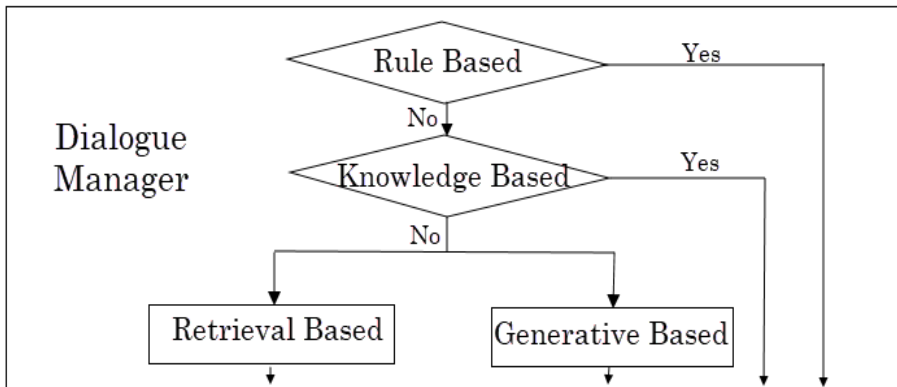 Rule Based
Yes
No
Dialogue
Manager
Knowledge Based
Yes
No
Retrieval Based
Generative Based